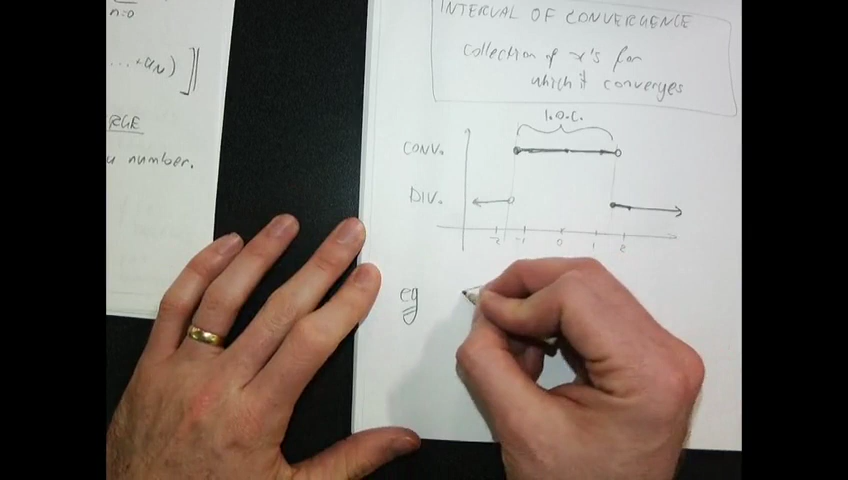 n=0
...+aN)]
RGE
a number.
INTERVAL OF CONVERGENCE
collection of x's for
which it converges
I.O.C.
CONV.
DIV.
-2 -1 0 1 2
eg